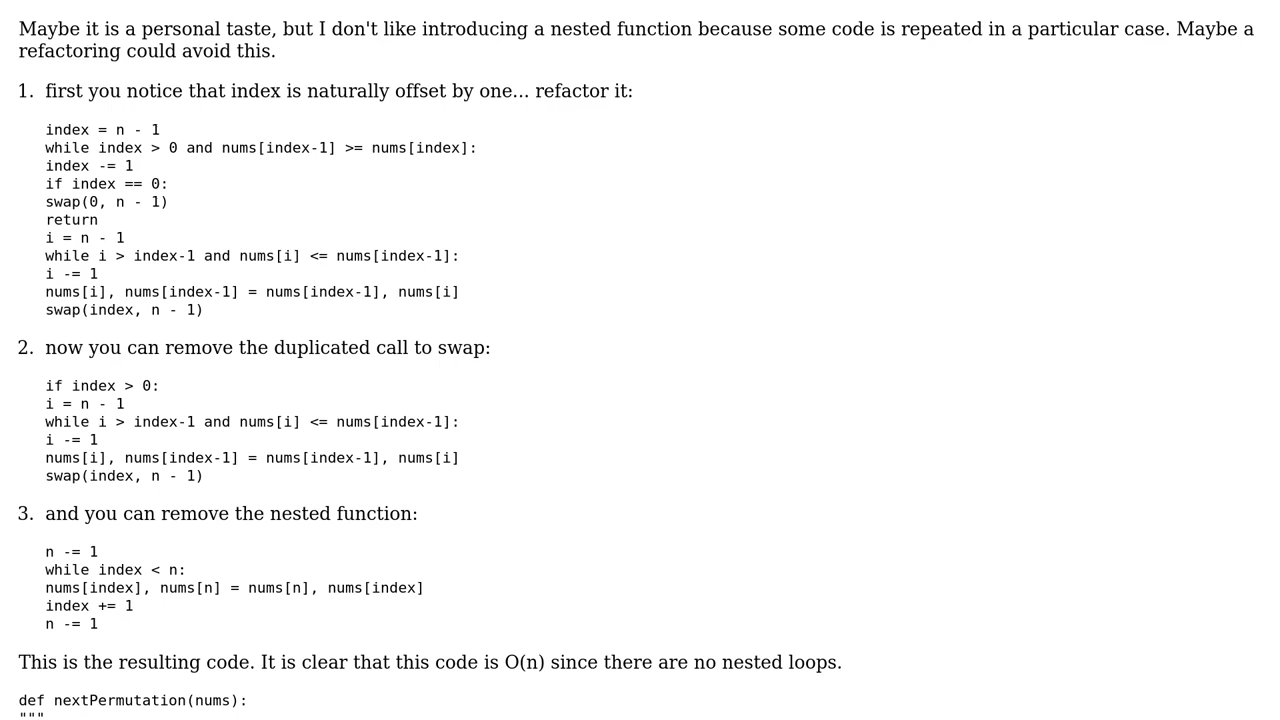 Maybe it is a personal taste, but I don't like introducing a nested function because some code is repeated in a particular case. Maybe a
refactoring could avoid this.
1. first you notice that index is naturally offset by one... refactor it:
index = n - 1
while index > 0 and nums[index-1] >= nums[index]:
index -= 1
if index == 0:
swap(0, n - 1)
return
i = n - 1
while i > index-1 and nums[i] <= nums[index-1]:
i -= 1
nums[i], nums[index-1] = nums[index-1], nums[i]
swap(index, n - 1)
2. now you can remove the duplicated call to swap:
if index > 0:
i = n - 1
while i > index-1 and nums[i] <= nums[index-1]:
i -= 1
nums[i], nums[index-1] = nums[index-1], nums[i]
swap(index, n - 1)
3. and you can remove the nested function:
n -= 1
while index < n:
nums[index], nums[n] = nums[n], nums[index]
index += 1
n -= 1
This is the resulting code. It is clear that this code is O(n) since there are no nested loops.
def nextPermutation(nums):
"""